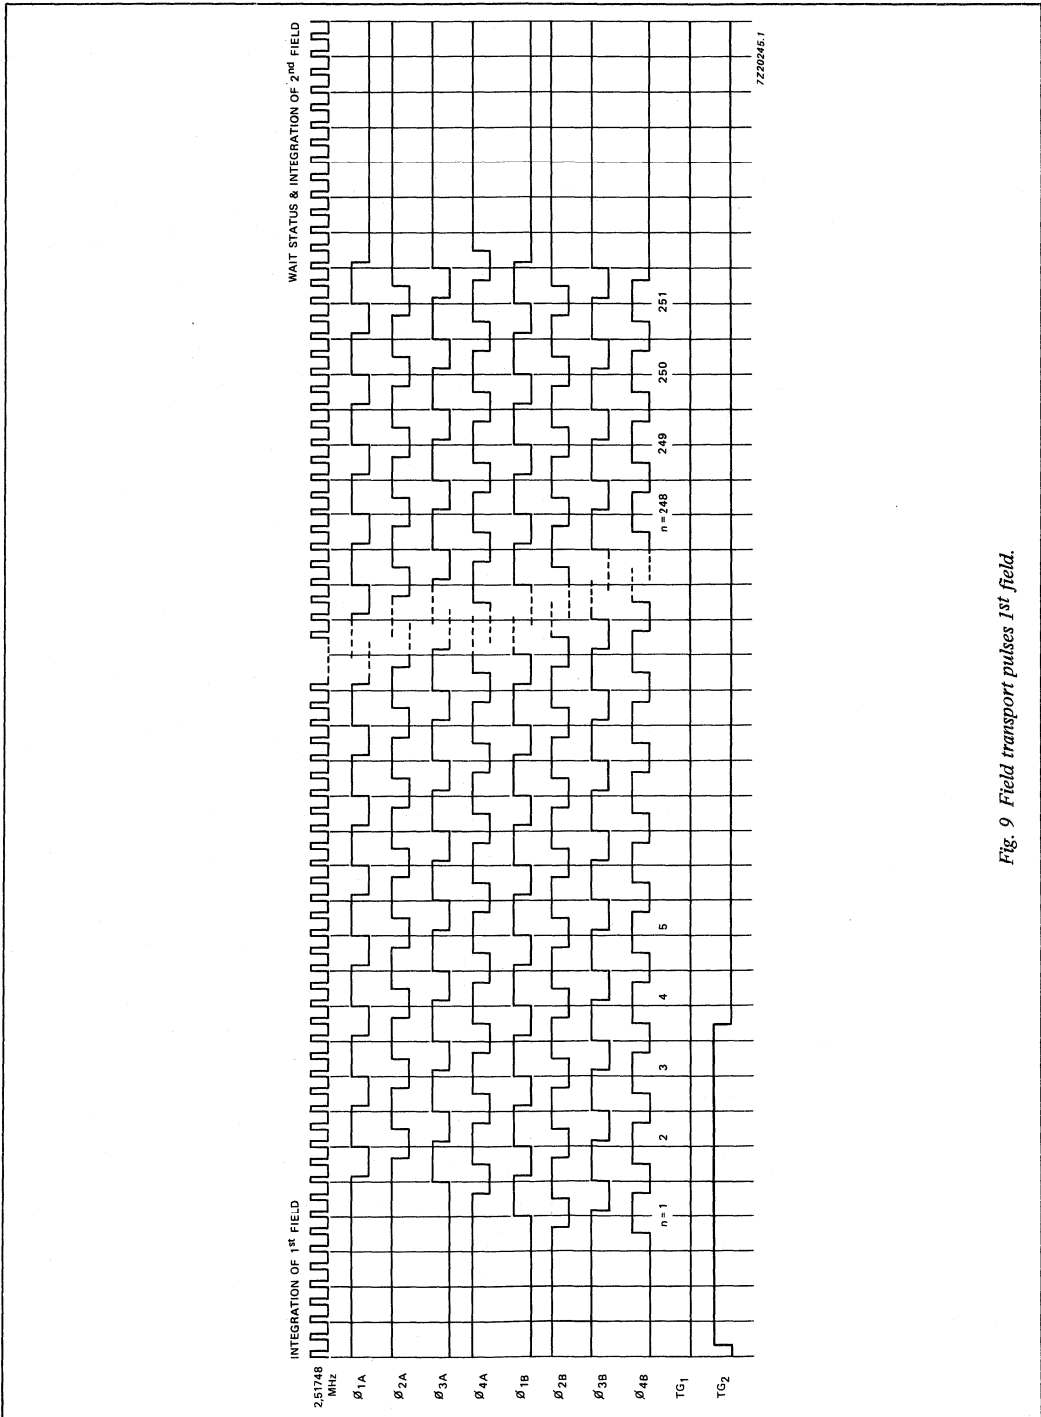 INTEGRATION OF 1st FIELD
WAIT STATUS & INTEGRATION OF 2nd FIELD
2,51748
MHz
Ø1A
Ø2A
Ø3A
Ø4A
Ø1B
Ø2B
Ø3B
Ø4B
n = 1
2
3
4
5
n = 248
249
250
251
TG1
TG2
7Z20245.1
Fig. 9 Field transport pulses 1st field.